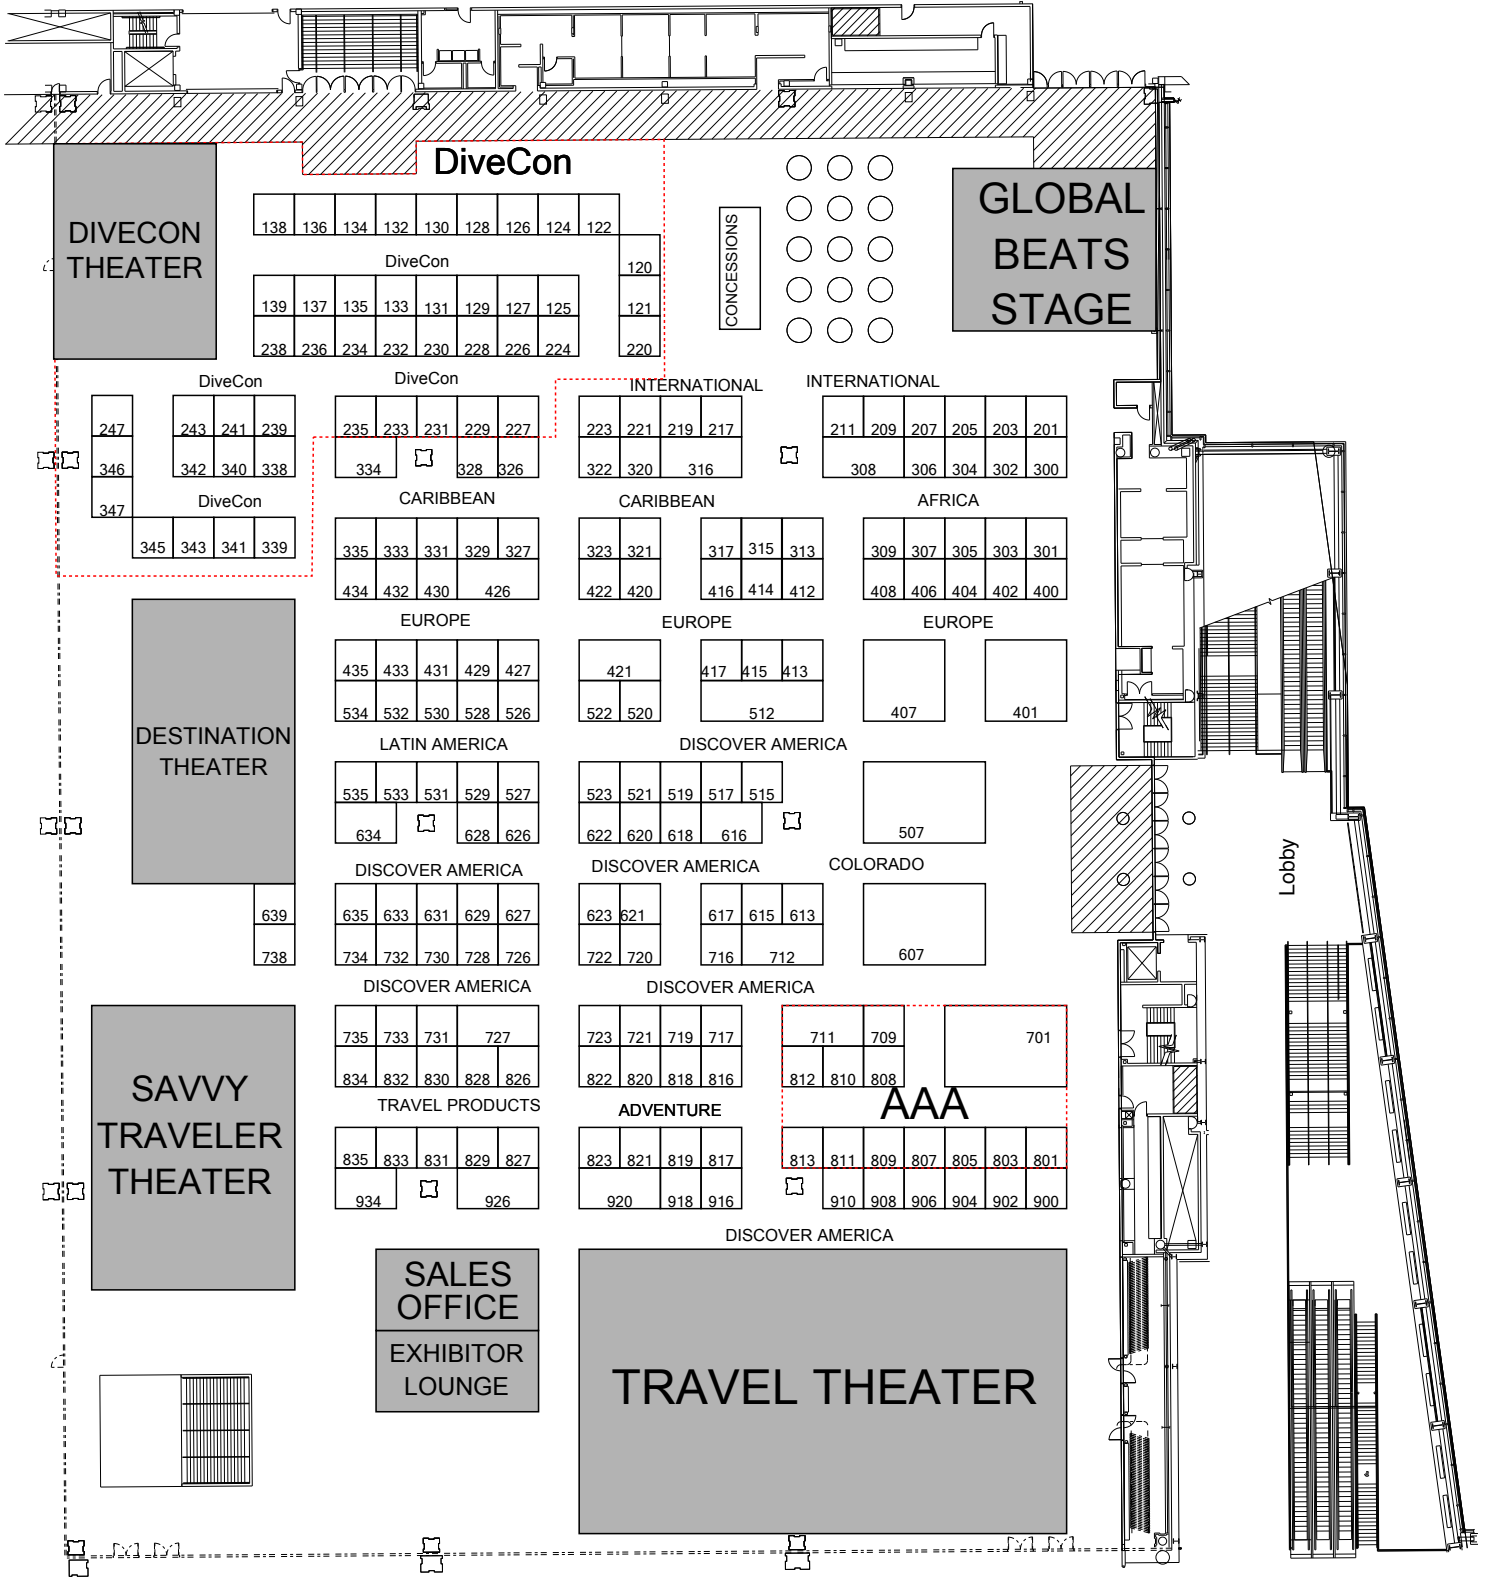 DiveCon
DIVECON
THEATER
138 136 134 132 130 128 126 124 122
120
DiveCon
139 137 135 133 131 129 127 125 121
238 236 234 232 230 228 226 224 220
CONCESSIONS
GLOBAL
BEATS
STAGE
DiveCon DiveCon INTERNATIONAL INTERNATIONAL
247 243 241 239 235 233 231 229 227 223 221 219 217 211 209 207 205 203 201
346 342 340 338 334 328 326 322 320 316 308 306 304 302 300
347
DiveCon CARIBBEAN CARIBBEAN AFRICA
345 343 341 339 335 333 331 329 327 323 321 317 315 313 309 307 305 303 301
434 432 430 426 422 420 416 414 412 408 406 404 402 400
EUROPE EUROPE EUROPE
435 433 431 429 427 421 417 415 413
534 532 530 528 526 522 520 512 407 401
DESTINATION
THEATER
LATIN AMERICA DISCOVER AMERICA
535 533 531 529 527 523 521 519 517 515
634 628 626 622 620 618 616 507
Lobby
DISCOVER AMERICA DISCOVER AMERICA COLORADO
639 635 633 631 629 627 623 621 617 615 613
738 734 732 730 728 726 722 720 716 712 607
DISCOVER AMERICA DISCOVER AMERICA
735 733 731 727 723 721 719 717 711 709 701
834 832 830 828 826 822 820 818 816 812 810 808
SAVVY
TRAVELER
THEATER
TRAVEL PRODUCTS ADVENTURE AAA
835 833 831 829 827 823 821 819 817 813 811 809 807 805 803 801
934 926 920 918 916 910 908 906 904 902 900
DISCOVER AMERICA
SALES
OFFICE
EXHIBITOR
LOUNGE
TRAVEL THEATER